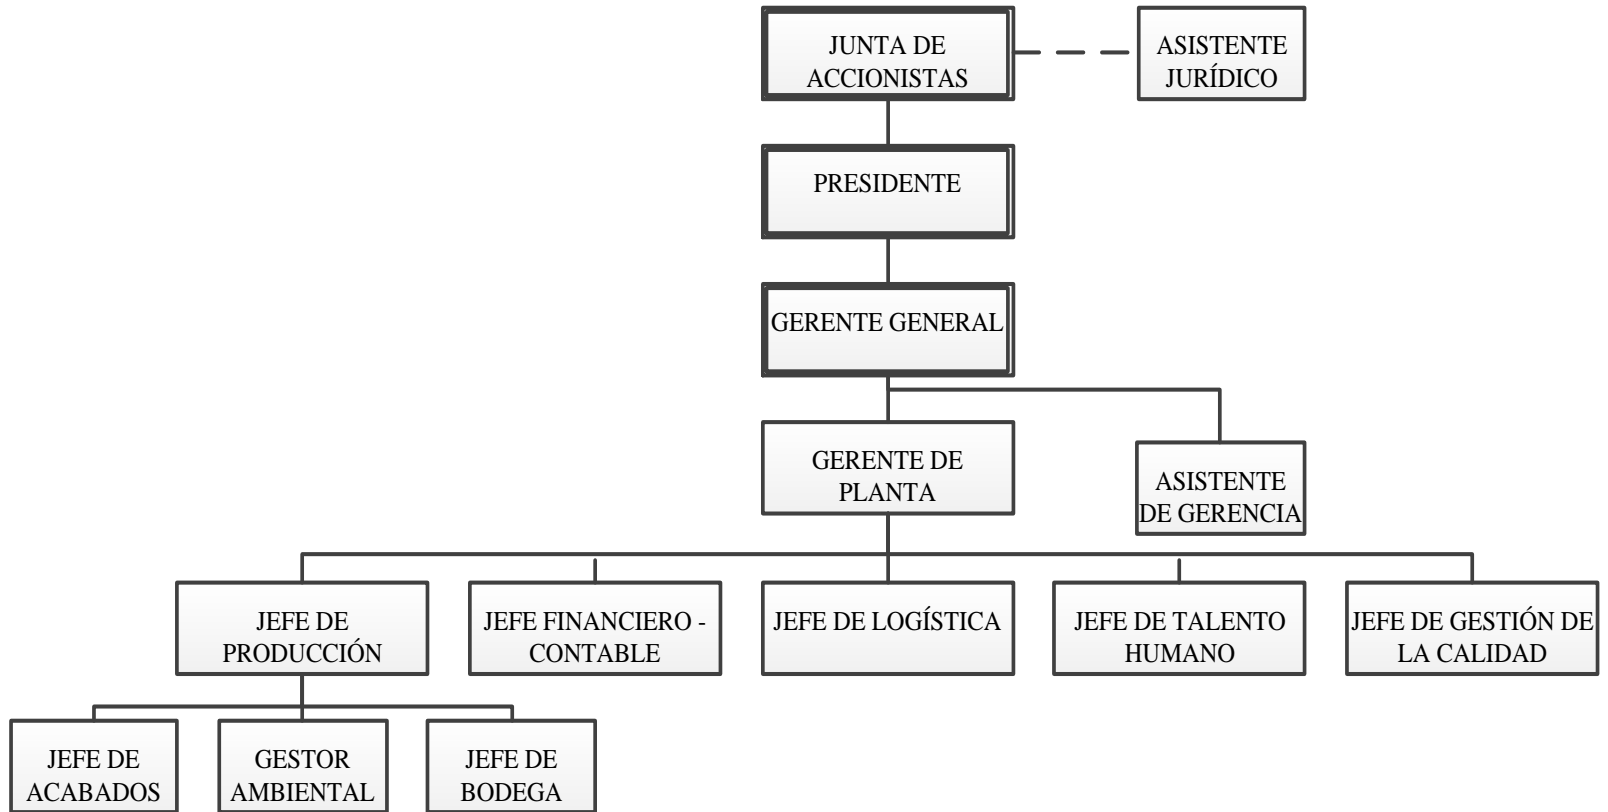 JUNTA DE
ACCIONISTAS
ASISTENTE
JURÍDICO
PRESIDENTE
GERENTE GENERAL
GERENTE DE
PLANTA
ASISTENTE
DE GERENCIA
JEFE DE
PRODUCCIÓN
JEFE FINANCIERO -
CONTABLE
JEFE DE LOGÍSTICA
JEFE DE TALENTO
HUMANO
JEFE DE GESTIÓN DE
LA CALIDAD
JEFE DE
ACABADOS
GESTOR
AMBIENTAL
JEFE DE
BODEGA